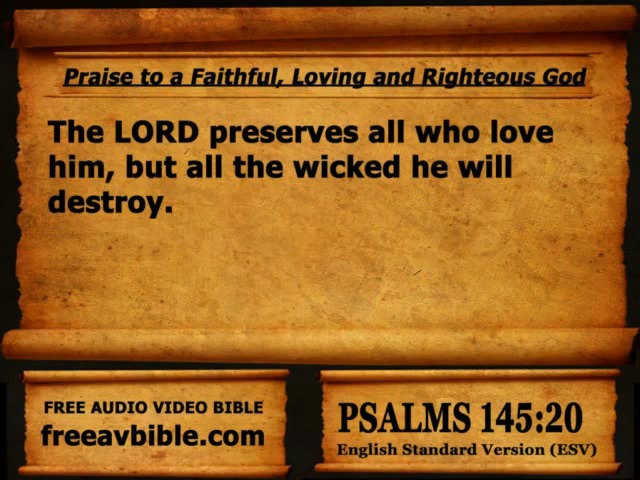 Praise to a Faithful, Loving and Righteous God
The LORD preserves all who love
him, but all the wicked he will
destroy.
FREE AUDIO VIDEO BIBLE
freeavbible.com
PSALMS 145:20
English Standard Version (ESV)